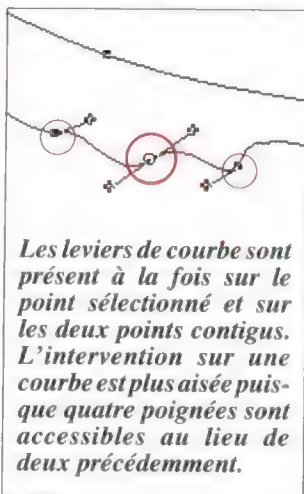 Les leviers de courbe sont
présent à la fois sur le
point sélectionné et sur
les deux points contigus.
L'intervention sur une
courbe est plus aisée puis-
que quatre poignées sont
accessibles au lieu de
deux précédemment.